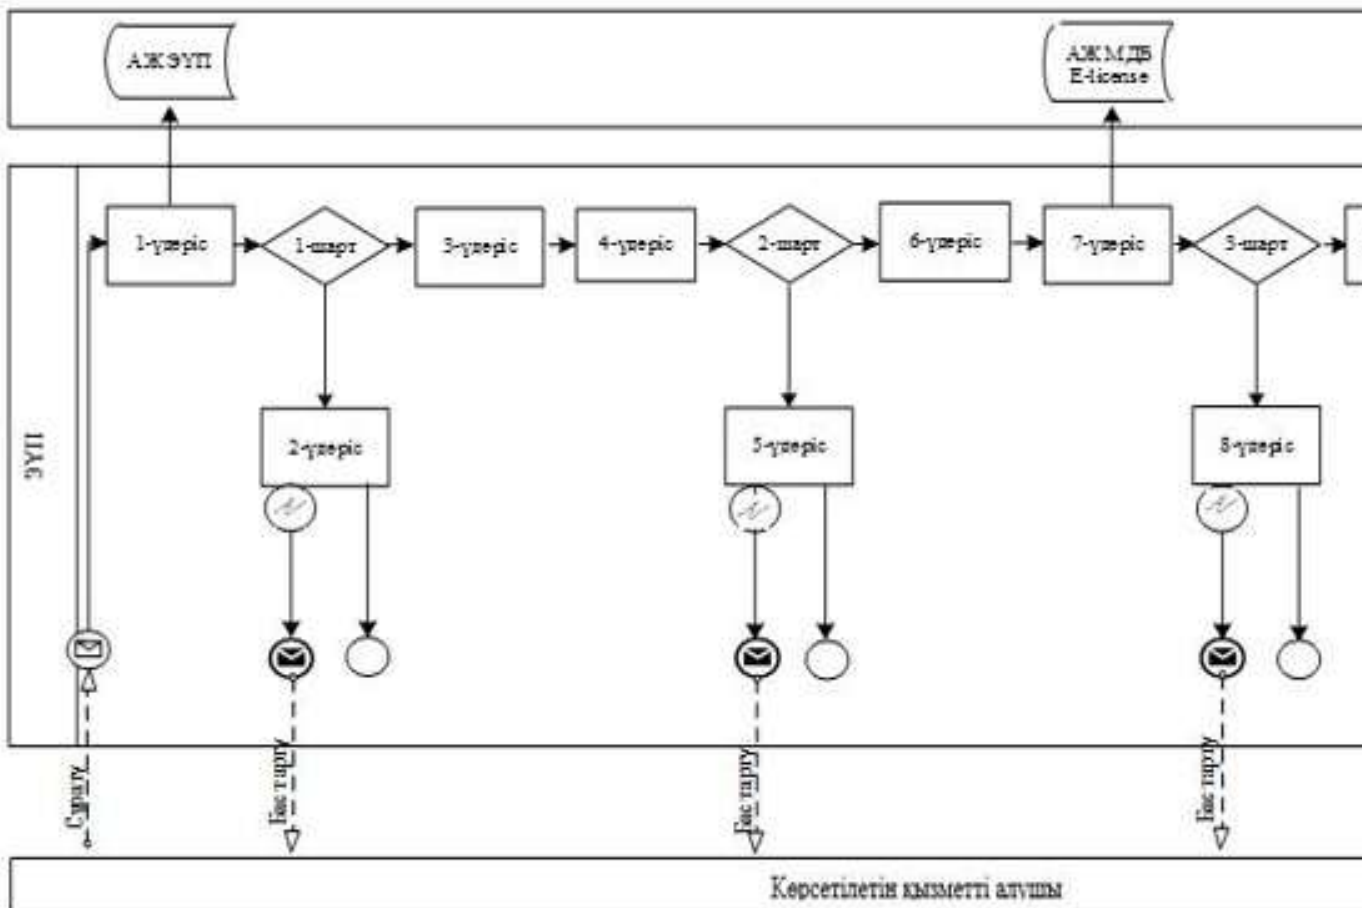 АЖ ЭҮП
АЖ МДБ
E-license
1-үдеріс
1-шарт
3-үдеріс
4-үдеріс
2-шарт
6-үдеріс
7-үдеріс
3-шарт
ЭҮП
2-үдеріс
5-үдеріс
8-үдеріс
Сұрату
Бас тарту
Бас тарту
Бас тарту
Көрсетілетін қызметті алушы